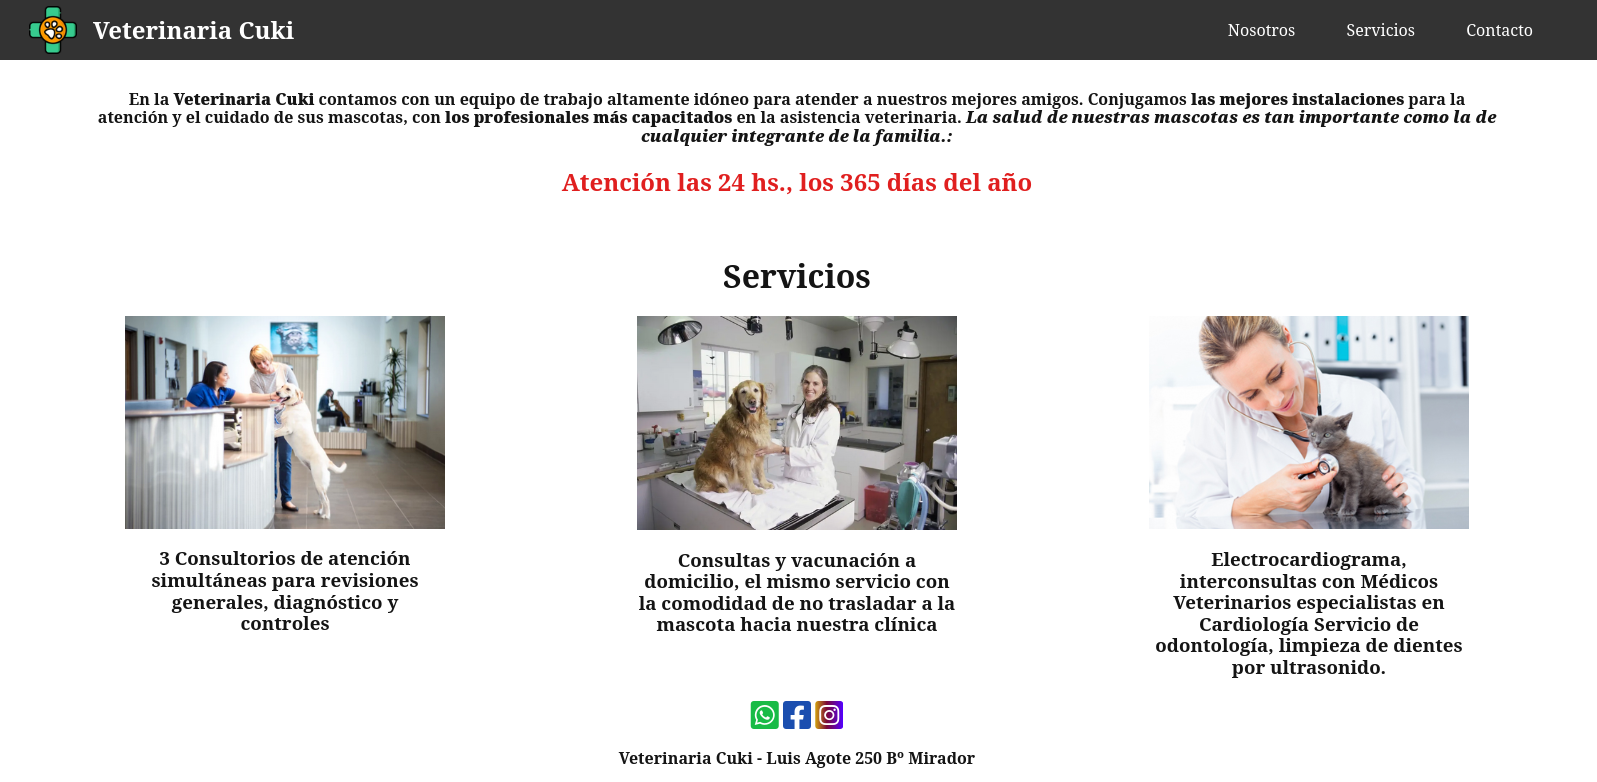 Veterinaria Cuki
Nosotros
Servicios
Contacto
En la Veterinaria Cuki contamos con un equipo de trabajo altamente idóneo para atender a nuestros mejores amigos. Conjugamos las mejores instalaciones para la
atención y el cuidado de sus mascotas, con los profesionales más capacitados en la asistencia veterinaria. La salud de nuestras mascotas es tan importante como la de
cualquier integrante de la familia.:
Atención las 24 hs., los 365 días del año
Servicios
3 Consultorios de atención
simultáneas para revisiones
generales, diagnóstico y
controles
Consultas y vacunación a
domicilio, el mismo servicio con
la comodidad de no trasladar a la
mascota hacia nuestra clínica
Electrocardiograma,
interconsultas con Médicos
Veterinarios especialistas en
Cardiología Servicio de
odontología, limpieza de dientes
por ultrasonido.
Veterinaria Cuki - Luis Agote 250 Bº Mirador